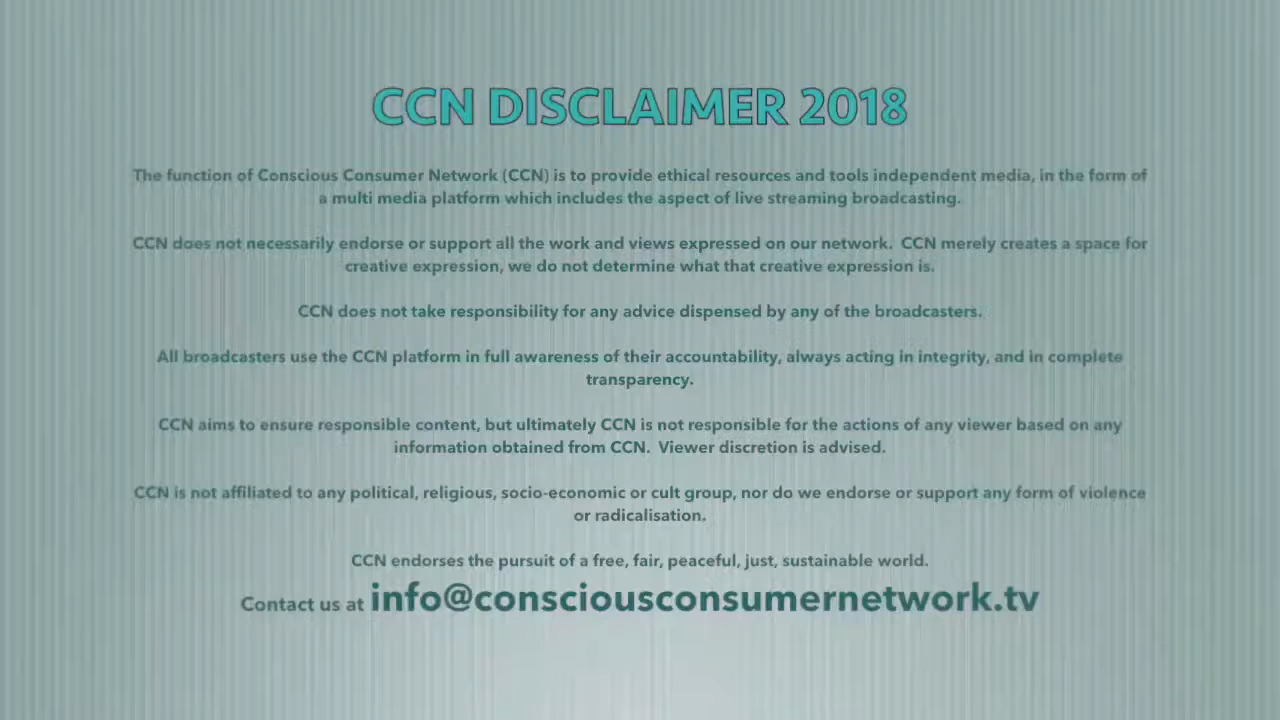 CCN DISCLAIMER 2018
The function of Conscious Consumer Network (CCN) is to provide ethical resources and tools independent media, in the form of
a multi media platform which includes the aspect of live streaming broadcasting.
CCN does not necessarily endorse or support all the work and views expressed on our network.  CCN merely creates a space for
creative expression, we do not determine what that creative expression is.
CCN does not take responsibility for any advice dispensed by any of the broadcasters.
All broadcasters use the CCN platform in full awareness of their accountability, always acting in integrity, and in complete
transparency.
CCN aims to ensure responsible content, but ultimately CCN is not responsible for the actions of any viewer based on any
information obtained from CCN.  Viewer discretion is advised.
CCN is not affiliated to any political, religious, socio-economic or cult group, nor do we endorse or support any form of violence
or radicalisation.
CCN endorses the pursuit of a free, fair, peaceful, just, sustainable world.
Contact us at info@consciousconsumernetwork.tv